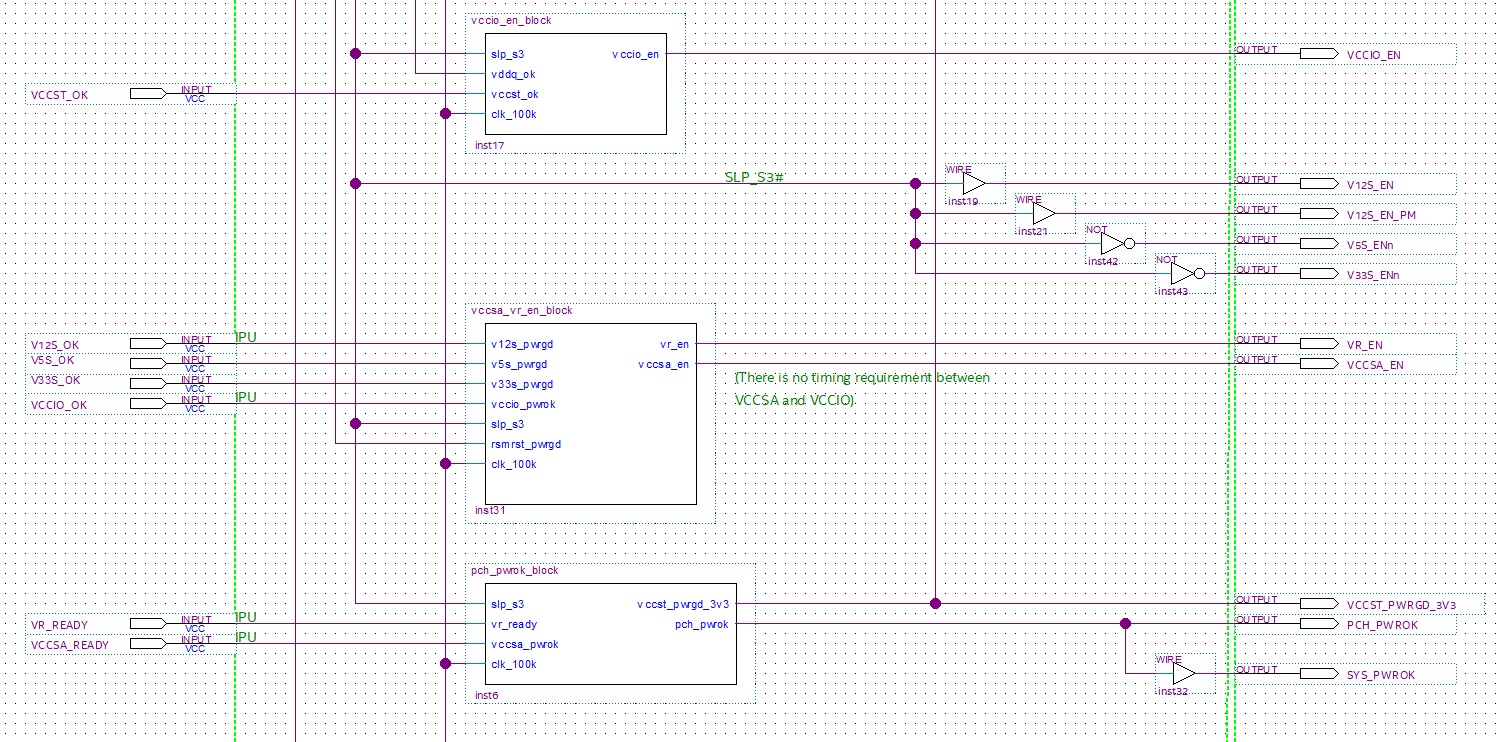 vccio_en_block
slp_s3 vccio_en OUTPUT VCCIO_EN
vddq_ok
VCCST_OK INPUT VCC vccst_ok
clk_100k
inst17
SLP_S3# WIRE inst19 OUTPUT V12S_EN
WIRE inst21 OUTPUT V12S_EN_PM
NOT inst42 OUTPUT V5S_ENn
NOT inst43 OUTPUT V33S_ENn
vccsa_vr_en_block
V12S_OK INPUT VCC IPU v12s_pwrgd vr_en OUTPUT VR_EN
V5S_OK INPUT VCC v5s_pwrgd vccsa_en OUTPUT VCCSA_EN
V33S_OK INPUT VCC v33s_pwrgd
(There is no timing requirement between
VCCSA and VCCIO)
VCCIO_OK INPUT VCC IPU vccio_pwrok
slp_s3
rsmrst_pwrgd
clk_100k
inst31
pch_pwrok_block
slp_s3 vccst_pwrgd_3v3 OUTPUT VCCST_PWRGD_3V3
VR_READY INPUT VCC IPU vr_ready pch_pwrok OUTPUT PCH_PWROK
VCCSA_READY INPUT VCC IPU vccsa_pwrok
clk_100k WIRE inst32 OUTPUT SYS_PWROK
inst6